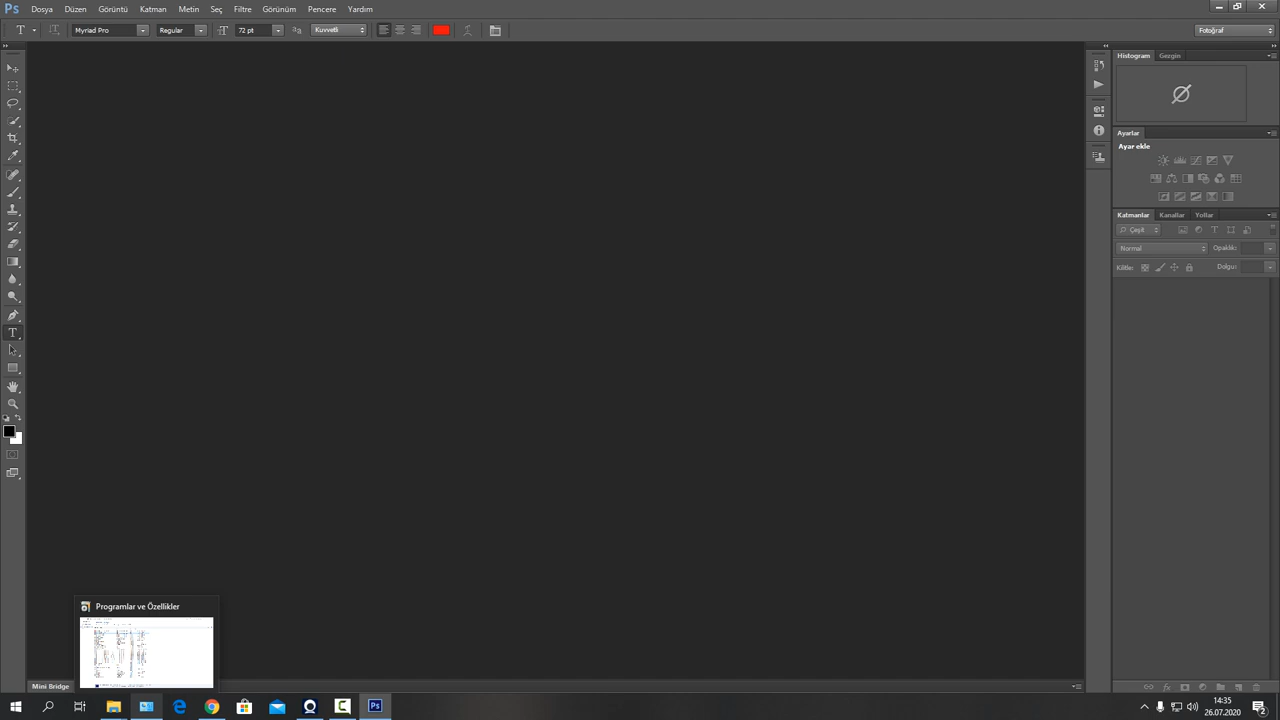 Ps Dosya Düzen Görüntü Katman Metin Seç Filtre Görünüm Pencere Yardım
T Myriad Pro Regular 72 pt Kuvvetli Fotoğraf
Histogram Gezgin
Ayarlar
Ayar ekle
Katmanlar Kanallar Yollar
Çeşit
Normal Opaklık:
Kilitle: Dolgu:
Programlar ve Özellikler
Mini Bridge
14:35
26.07.2020